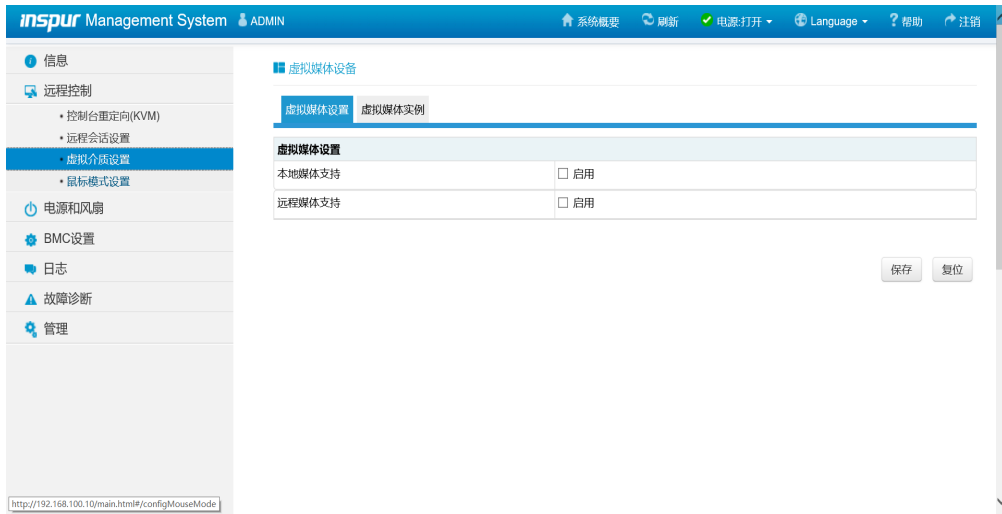 inspur Management System ADMIN 系统概要 刷新 电源:打开 Language ? 帮助 注销
信息
远程控制
• 控制台重定向(KVM)
• 远程会话设置
• 虚拟介质设置
• 鼠标模式设置
电源和风扇
BMC设置
日志
故障诊断
管理
虚拟媒体设备
虚拟媒体设置 虚拟媒体实例
虚拟媒体设置
本地媒体支持 启用
远程媒体支持 启用
保存 复位
http://192.168.100.10/main.html#/configMouseMode